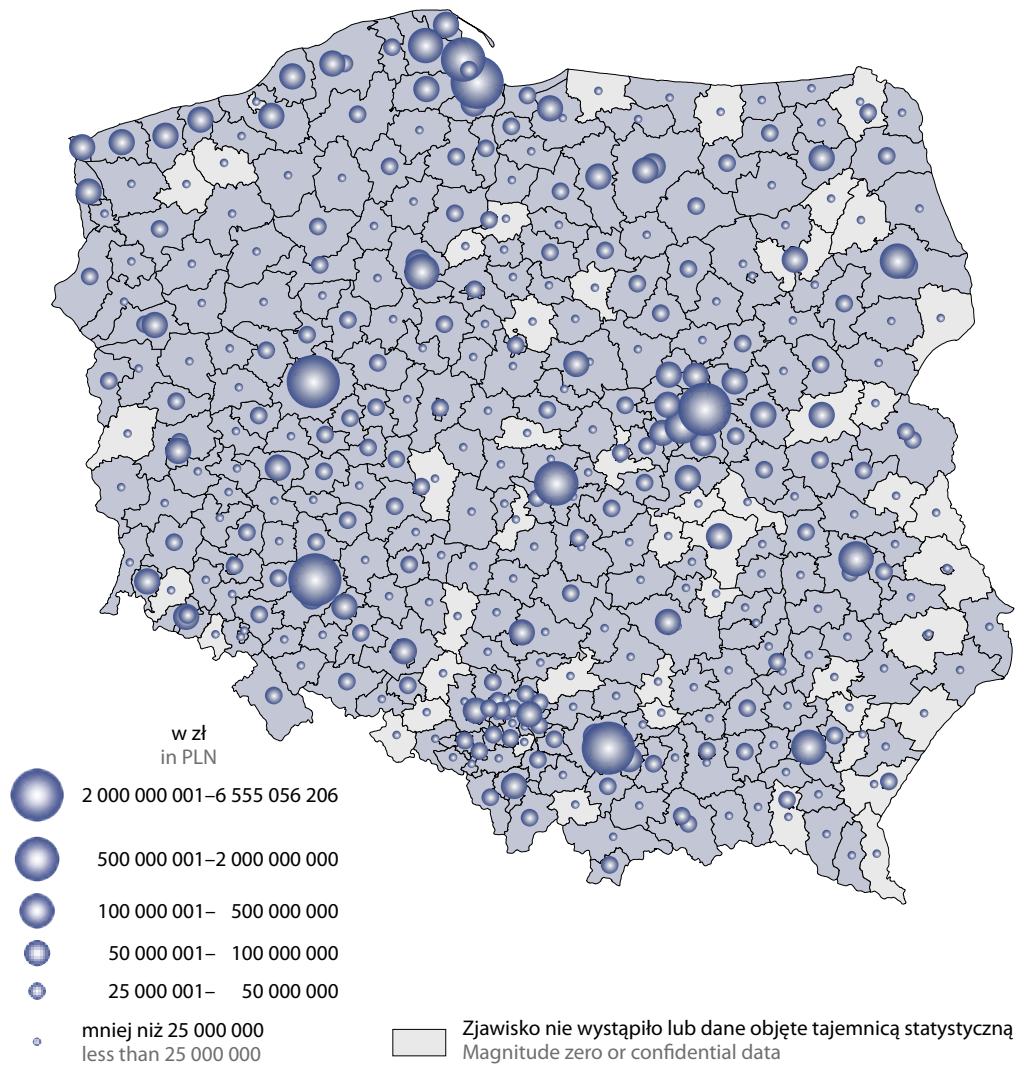 w zł
in PLN
2 000 000 001–6 555 056 206
500 000 001–2 000 000 000
100 000 001– 500 000 000
50 000 001– 100 000 000
25 000 001– 50 000 000
mniej niż 25 000 000
less than 25 000 000
Zjawisko nie wystąpiło lub dane objęte tajemnicą statystyczną
Magnitude zero or confidential data